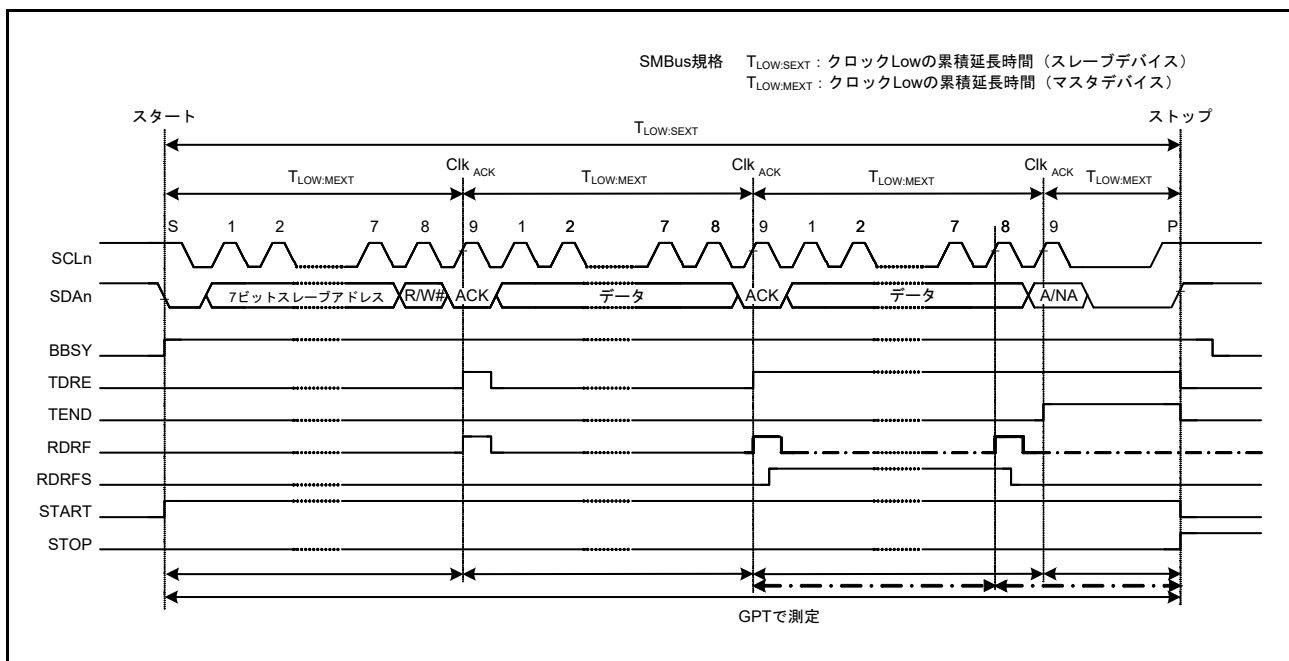 SMBus規格 TLOW:SEXT : クロックLowの累積延長時間（スレーブデバイス）
TLOW:MEXT : クロックLowの累積延長時間（マスタデバイス）
スタート ストップ
TLOW:SEXT
ClkACK ClkACK ClkACK
TLOW:MEXT TLOW:MEXT TLOW:MEXT TLOW:MEXT
S 1 2 7 8 9 1 2 7 8 9 1 2 7 8 9 P
SCLn
SDAn 7ビットスレーブアドレス R/W# ACK データ ACK データ A/NA
BBSY
TDRE
TEND
RDRF
RDRFS
START
STOP
GPTで測定